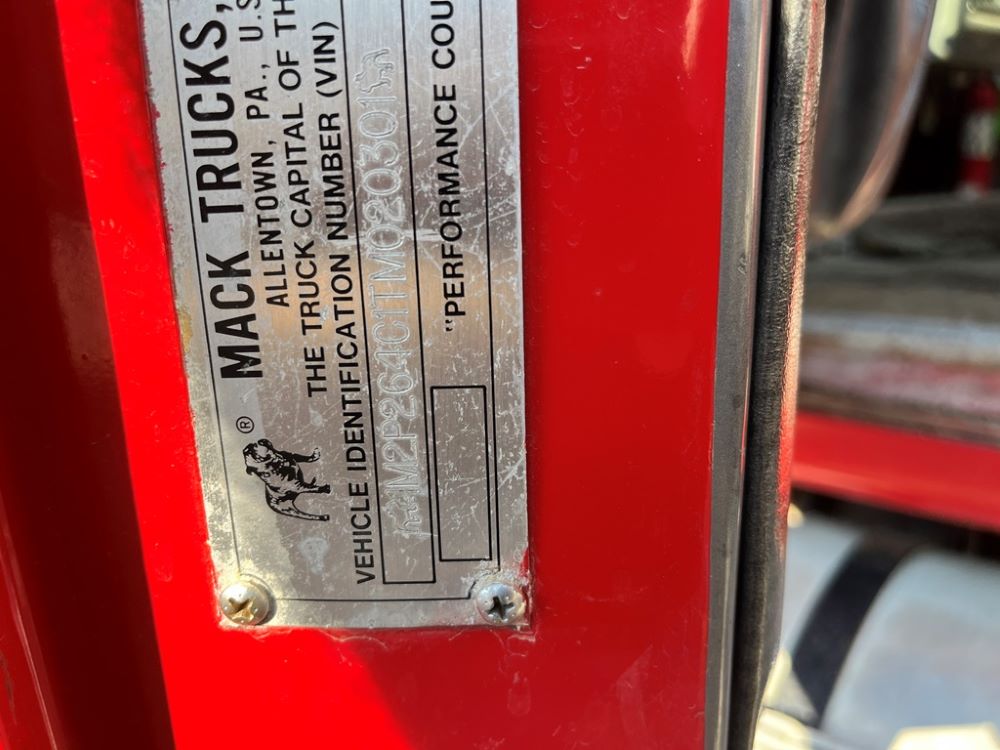 MACK TRUCKS,
ALLENTOWN, PA., U.S
THE TRUCK CAPITAL OF TH
VEHICLE IDENTIFICATION NUMBER (VIN)
1M2P264C1TM020301
"PERFORMANCE COU
®